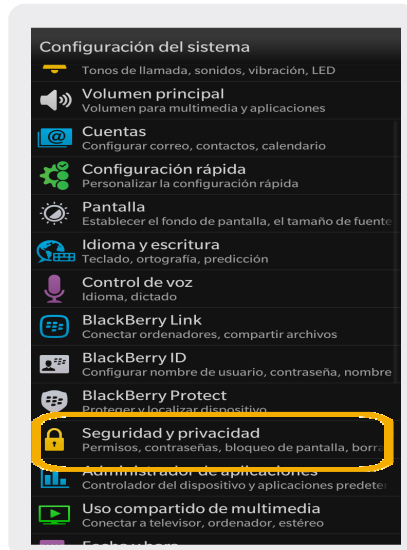 Configuración del sistema
Tonos de llamada, sonidos, vibración, LED
Volumen principal
Volumen para multimedia y aplicaciones
Cuentas
Configurar correo, contactos, calendario
Configuración rápida
Personalizar la configuración rápida
Pantalla
Establecer el fondo de pantalla, el tamaño de fuente
Idioma y escritura
Teclado, ortografía, predicción
Control de voz
Idioma, dictado
BlackBerry Link
Conectar ordenadores, compartir archivos
BlackBerry ID
Configurar nombre de usuario, contraseña, nombre
BlackBerry Protect
Proteger y localizar dispositivo
Seguridad y privacidad
Permisos, contraseñas, bloqueo de pantalla, borra
Administrador de aplicaciones
Controlador del dispositivo y aplicaciones predete
Uso compartido de multimedia
Conectar a televisor, ordenador, estéreo
Fecha y hora